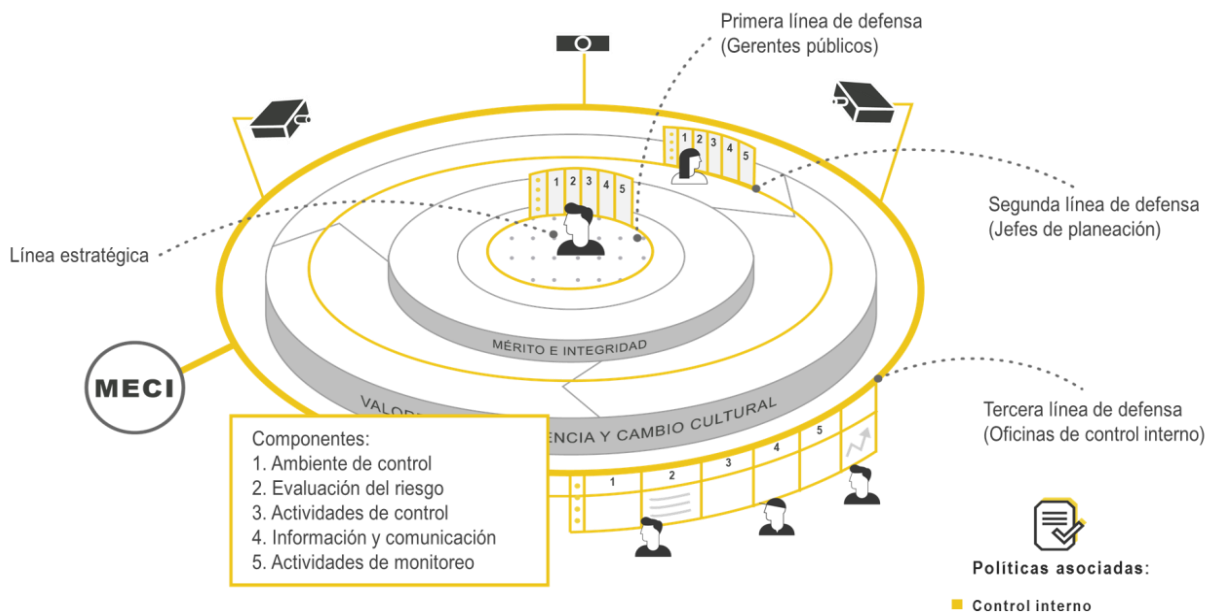 Primera línea de defensa
(Gerentes públicos)
1 2 3 4 5
1 2 3 4 5
Segunda línea de defensa
(Jefes de planeación)
Línea estratégica
MÉRITO E INTEGRIDAD
MECI
CAMBIO CULTURAL
Tercera línea de defensa
(Oficinas de control interno)
Componentes:
1. Ambiente de control
2. Evaluación del riesgo
3. Actividades de control
4. Información y comunicación
5. Actividades de monitoreo
1 2 3 4 5
Políticas asociadas:
Control interno